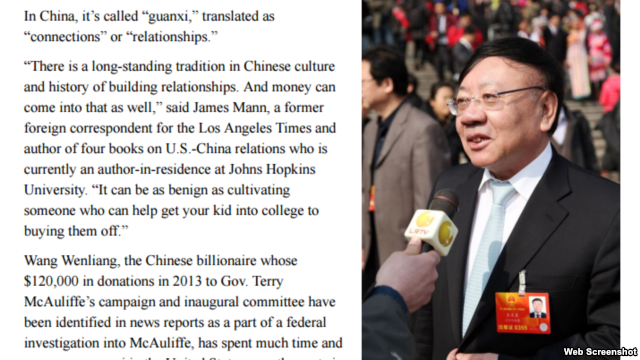 In China, it's called “guanxi,” translated as
“connections” or “relationships.”
“There is a long-standing tradition in Chinese culture
and history of building relationships. And money can
come into that as well,” said James Mann, a former
foreign correspondent for the Los Angeles Times and
author of four books on U.S.-China relations who is
currently an author-in-residence at Johns Hopkins
University. “It can be as benign as cultivating
someone who can help get your kid into college to
buying them off.”
Wang Wenliang, the Chinese billionaire whose
$120,000 in donations in 2013 to Gov. Terry
McAuliffe’s campaign and inaugural committee have
been identified in news reports as a part of a federal
investigation into McAuliffe, has spent much time and
LRTV
Web Screenshot